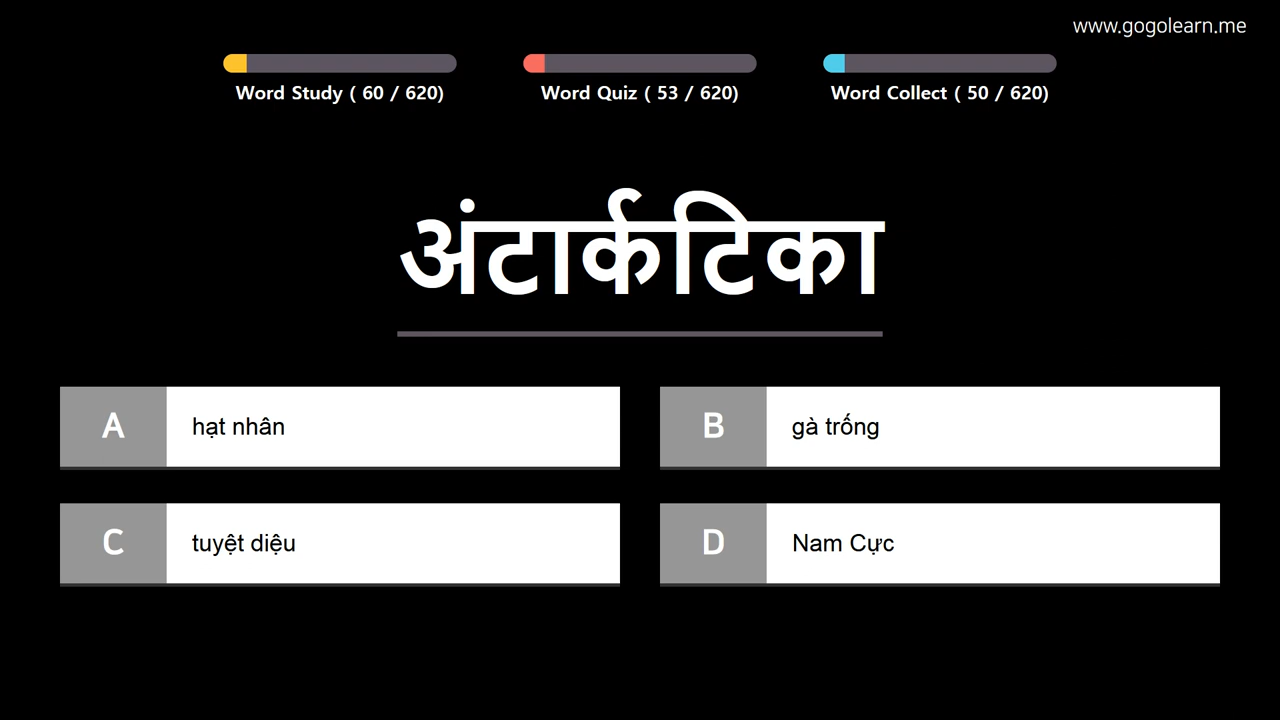 www.gogolearn.me
Word Study ( 60 / 620)
Word Quiz ( 53 / 620)
Word Collect ( 50 / 620)
अंटार्कटिका
A
hạt nhân
B
gà trống
C
tuyệt diệu
D
Nam Cực